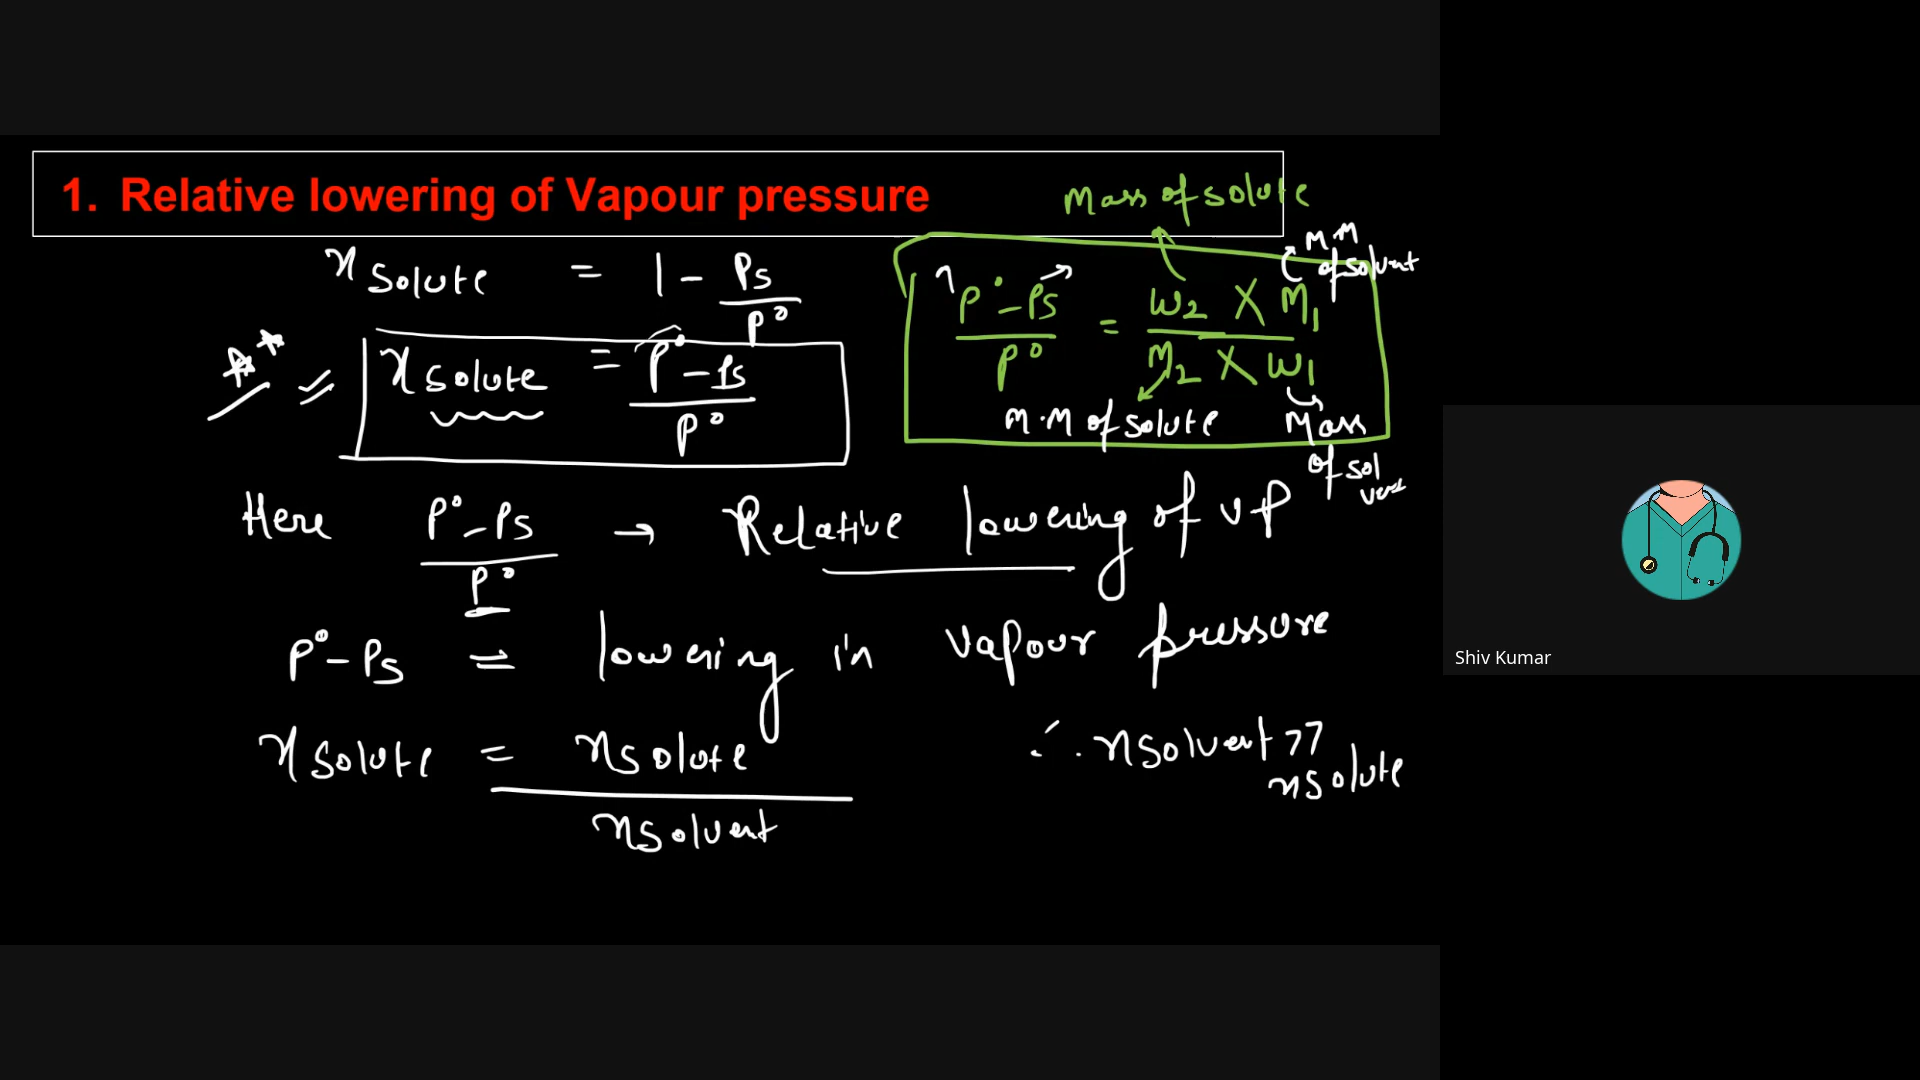 1. Relative lowering of Vapour pressure
Mass of solute
x solute = 1 - Ps/P°
x solute = P° - Ps/P°
P° - Ps/P° = W2 X M1/M2 X W1
M.M of solvent
M.M of solute
Mass of solvent
Here P° - Ps/P° → Relative lowering of VP
P° - Ps = lowering in vapour pressure
x solute = n solute/n solvent
∴ n solvent >> n solute
Shiv Kumar